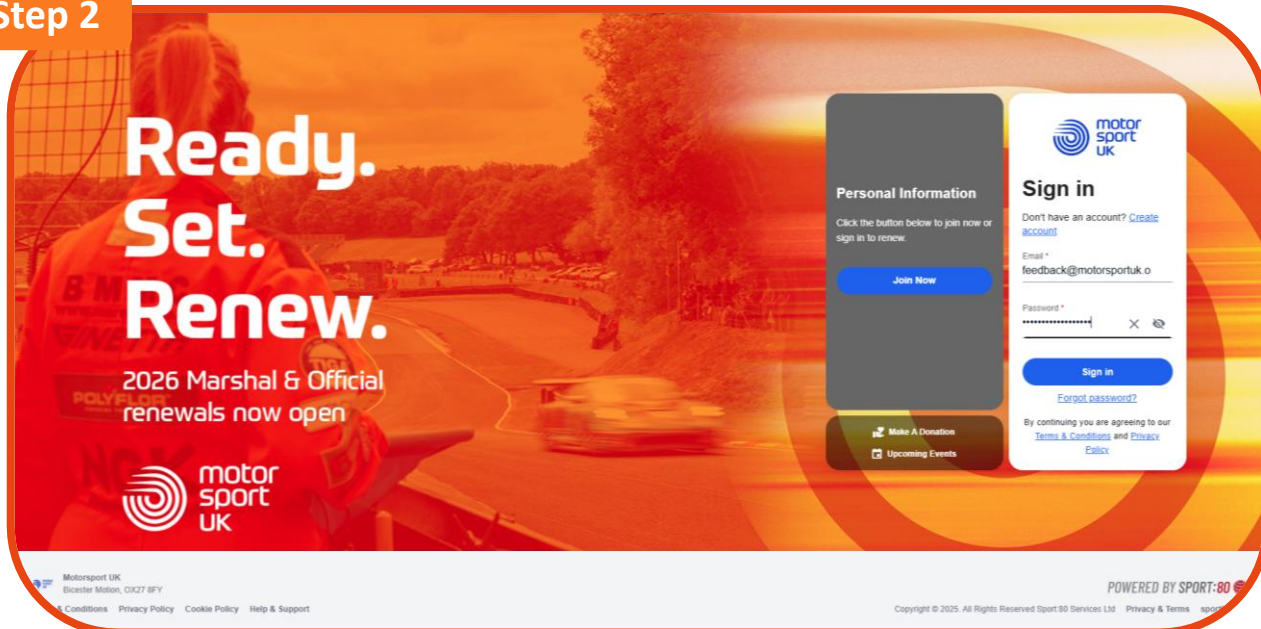 Step 2
Ready.
Set.
Renew.
2026 Marshal & Official
renewals now open
motor
sport
UK
Personal Information
Click the button below to join now or
sign in to renew.
Join Now
Make A Donation
Upcoming Events
motor
sport
UK
Sign in
Don't have an account? Create
account
Email *
feedback@motorsportuk.o
Password *
Sign in
Forgot password?
By continuing you are agreeing to our
Terms & Conditions and Privacy
Policy
POLYFLOR
Motorsport UK
Bicester Motion, OX27 8FY
& Conditions Privacy Policy Cookie Policy Help & Support
POWERED BY SPORT:80
Copyright © 2025. All Rights Reserved Sport:80 Services Ltd Privacy & Terms